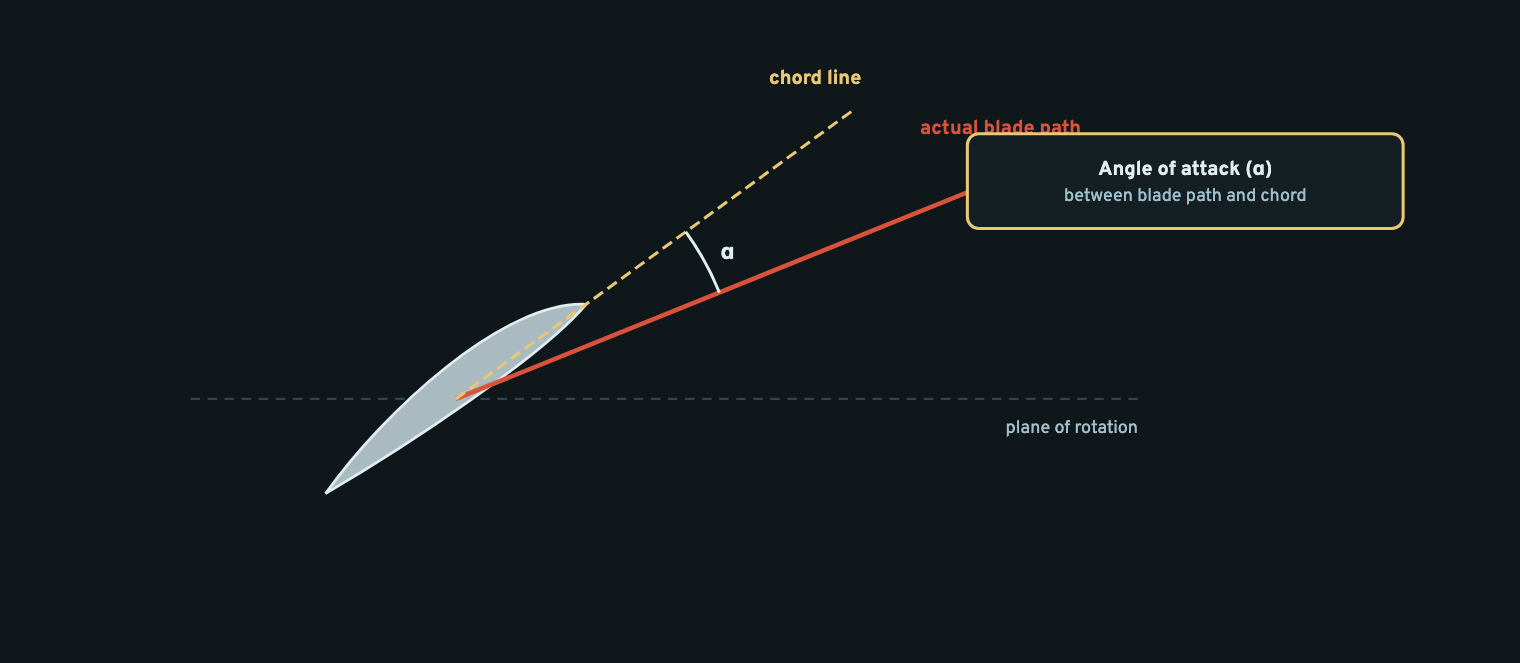 chord line
actual blade path
Angle of attack (α)
between blade path and chord
α
plane of rotation